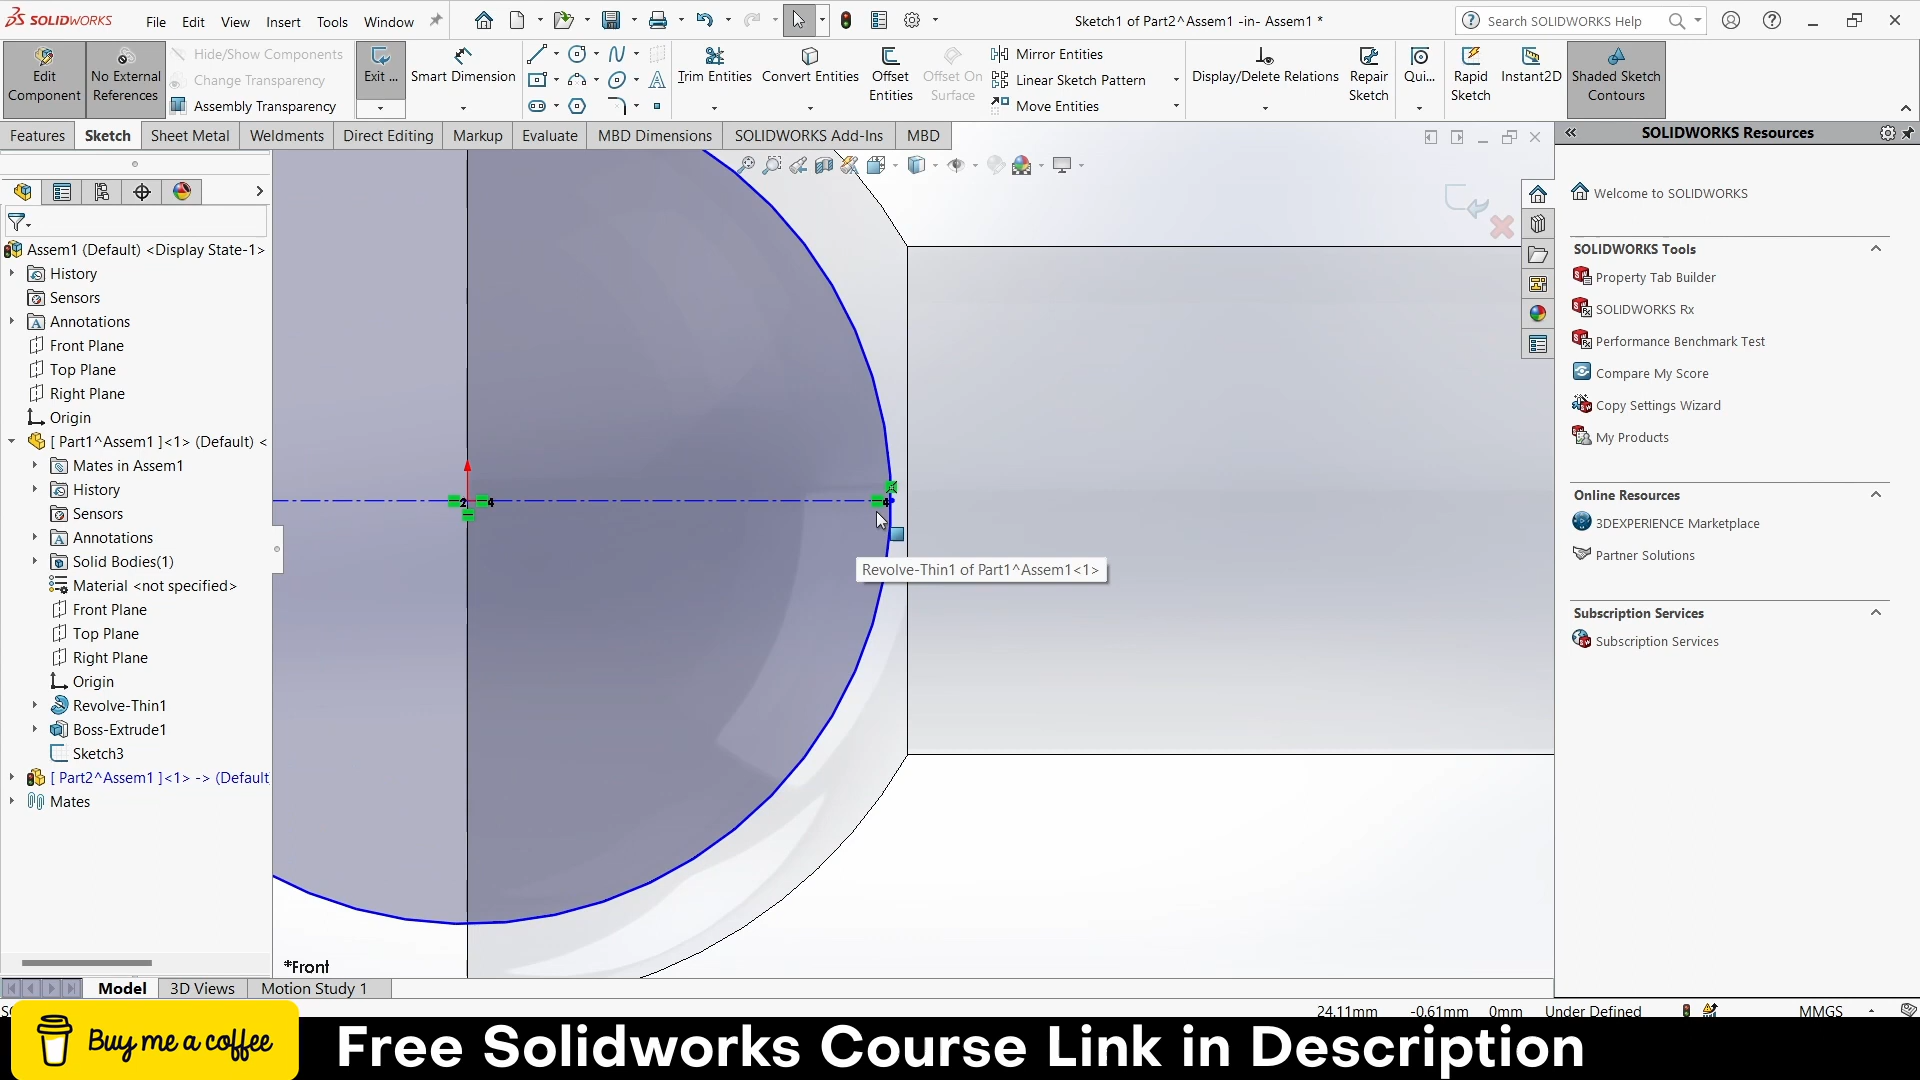 SOLIDWORKS
File Edit View Insert Tools Window
Sketch1 of Part2^Assem1 -in- Assem1 *
Search SOLIDWORKS Help
Edit Component
No External References
Hide/Show Components
Change Transparency
Assembly Transparency
Exit ...
Smart Dimension
Trim Entities
Convert Entities
Offset Entities
Offset On Surface
Mirror Entities
Linear Sketch Pattern
Move Entities
Display/Delete Relations
Repair Sketch
Qui...
Rapid Sketch
Instant2D
Shaded Sketch Contours
Features Sketch Sheet Metal Weldments Direct Editing Markup Evaluate MBD Dimensions SOLIDWORKS Add-Ins MBD
Assem1 (Default) <Display State-1>
History
Sensors
Annotations
Front Plane
Top Plane
Right Plane
Origin
[ Part1^Assem1 ]<1> (Default) <
Mates in Assem1
History
Sensors
Annotations
Solid Bodies(1)
Material <not specified>
Front Plane
Top Plane
Right Plane
Origin
Revolve-Thin1
Boss-Extrude1
Sketch3
[ Part2^Assem1 ]<1> -> (Default
Mates
2 4
4
Revolve-Thin1 of Part1^Assem1<1>
*Front
SOLIDWORKS Resources
Welcome to SOLIDWORKS
SOLIDWORKS Tools
Property Tab Builder
SOLIDWORKS Rx
Performance Benchmark Test
Compare My Score
Copy Settings Wizard
My Products
Online Resources
3DEXPERIENCE Marketplace
Partner Solutions
Subscription Services
Subscription Services
Model 3D Views Motion Study 1
24.11mm -0.61mm 0mm Under Defined MMGS
Buy me a coffee
Free Solidworks Course Link in Description